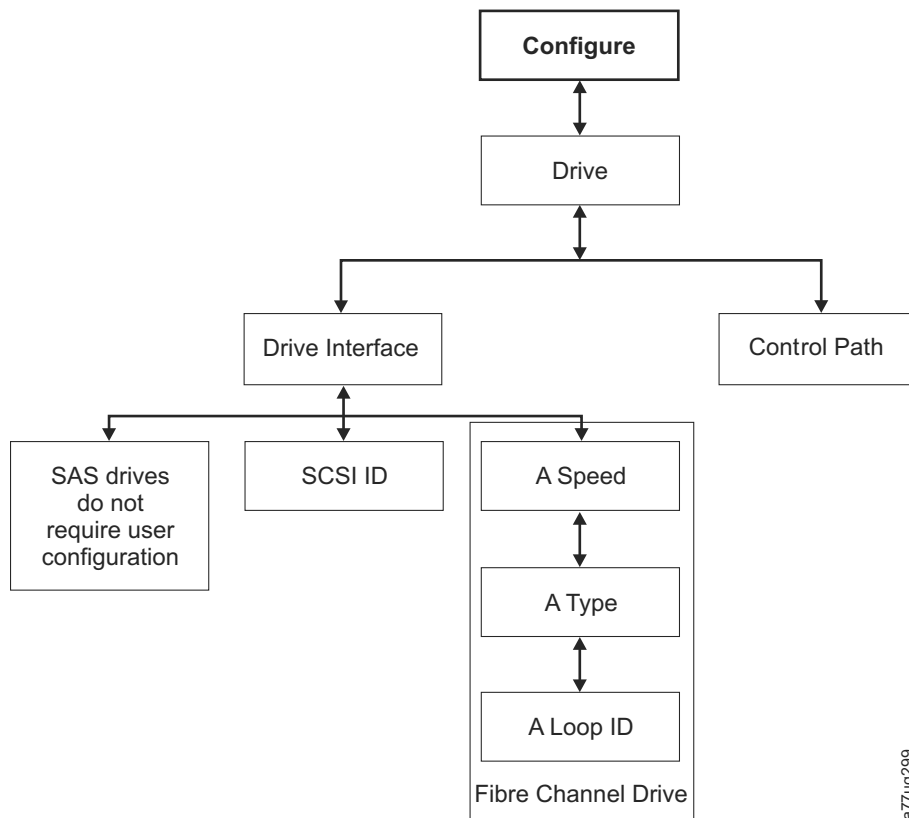 Configure
Drive
Drive Interface
Control Path
SAS drives
do not
require user
configuration
SCSI ID
A Speed
A Type
A Loop ID
Fibre Channel Drive
a77ug299